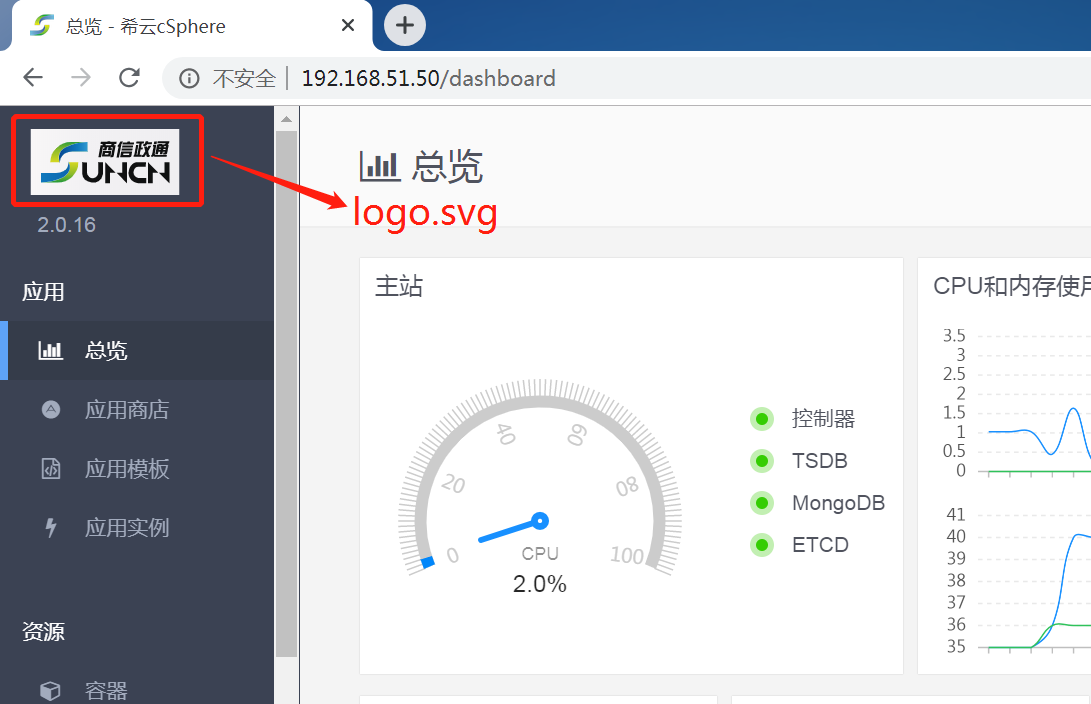 总览 - 希云cSphere
不安全 192.168.51.50/dashboard
商信政通
SUNCN
2.0.16
总览
logo.svg
应用
总览
应用商店
应用模板
应用实例
资源
容器
主站
0
20
40
60
80
100
CPU
2.0%
控制器
TSDB
MongoDB
ETCD
CPU和内存使用
3.5
3
2.5
2
1.5
1
0.5
0
41
40
39
38
37
36
35